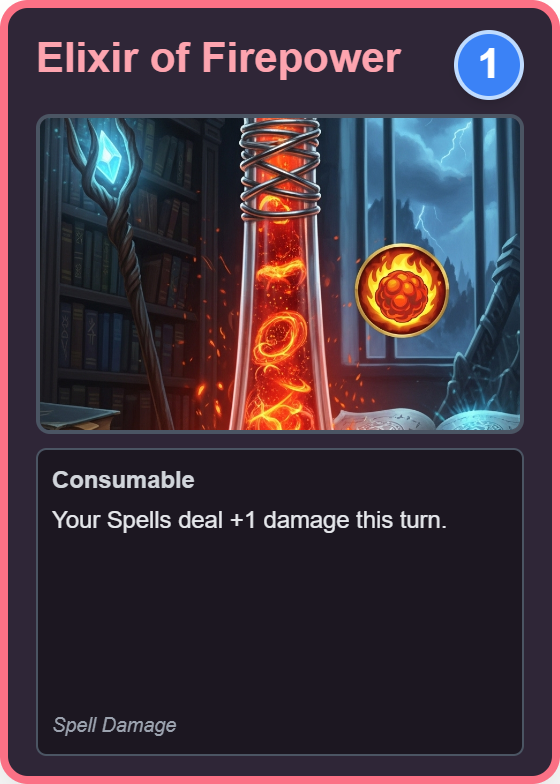 Elixir of Firepower
1
Consumable
Your Spells deal +1 damage this turn.
Spell Damage